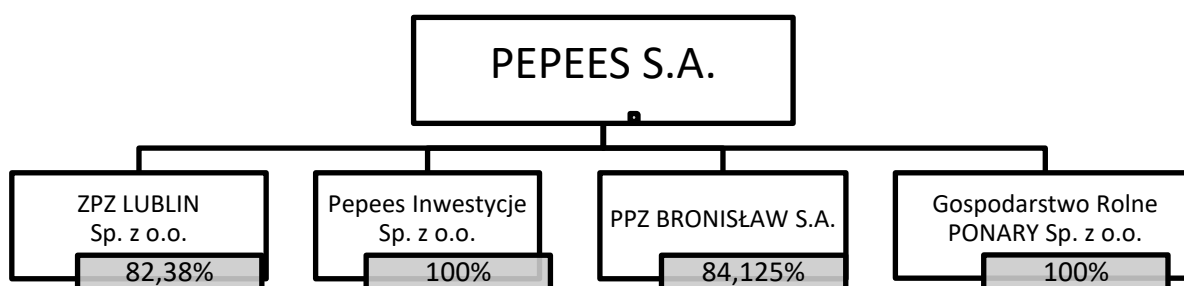 PEPEES S.A.
ZPZ LUBLIN
Sp. z o.o.
82,38%
Pepees Inwestycje
Sp. z o.o.
100%
PPZ BRONISŁAW S.A.
84,125%
Gospodarstwo Rolne
PONARY Sp. z o.o.
100%